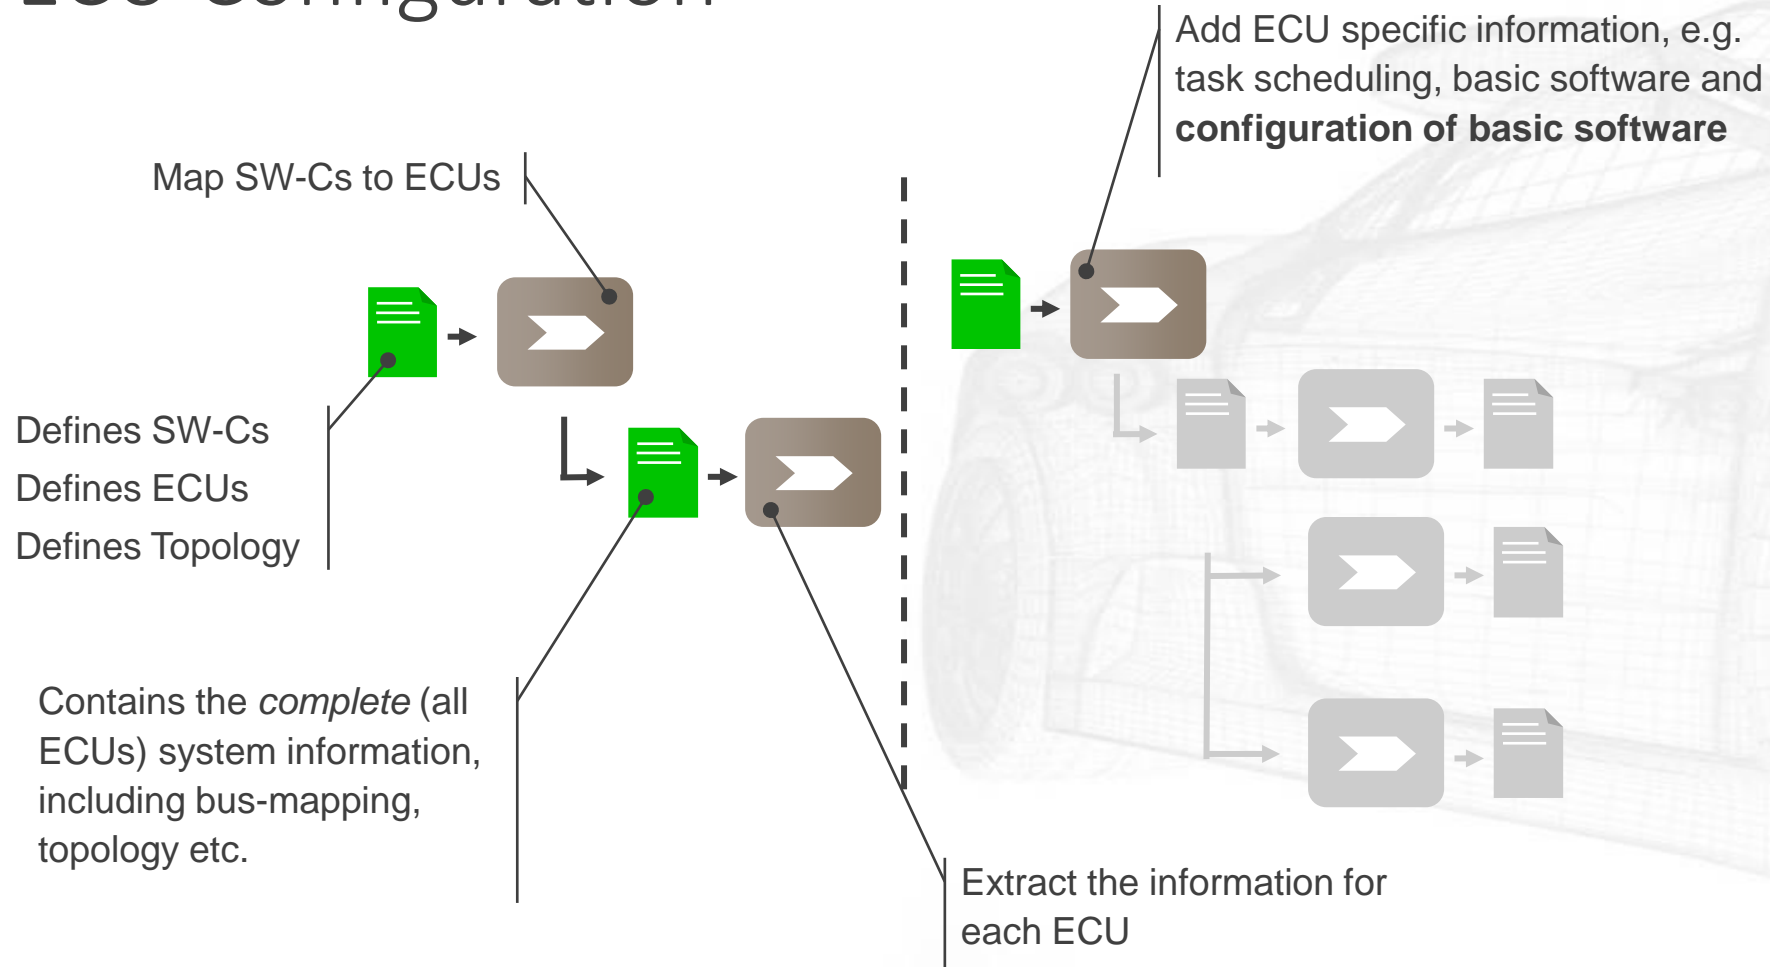 ECU Configuration
Add ECU specific information, e.g.
task scheduling, basic software and
configuration of basic software
Map SW-Cs to ECUs
Defines SW-Cs
Defines ECUs
Defines Topology
Contains the complete (all
ECUs) system information,
including bus-mapping,
topology etc.
Extract the information for
each ECU